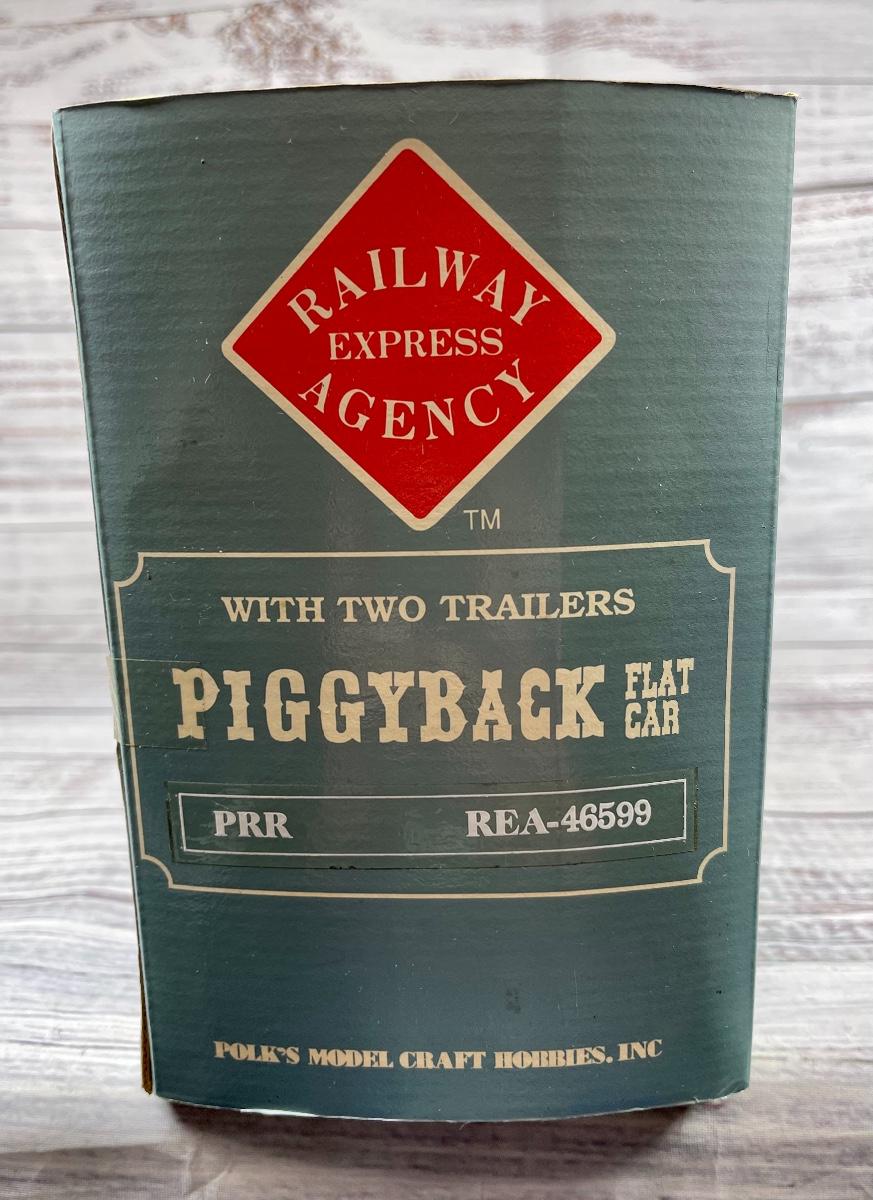 RAILWAY
EXPRESS
AGENCY
TM
WITH TWO TRAILERS
PIGGYBACK FLAT CAR
PRR REA-46599
POLK'S MODEL CRAFT HOBBIES. INC